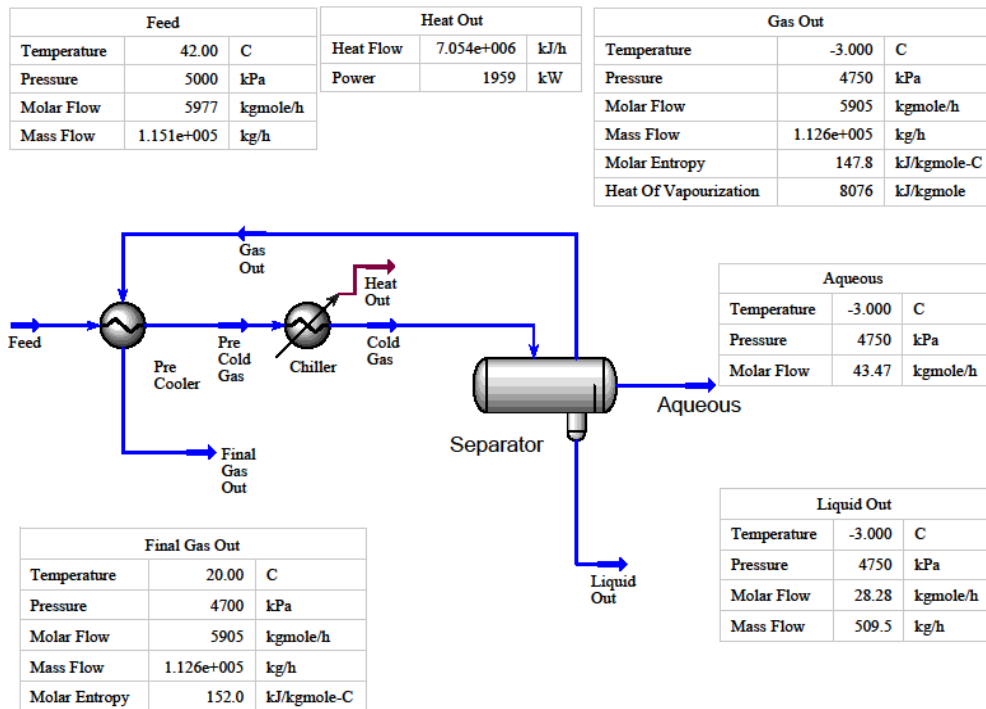 Feed
Temperature 42.00 C
Pressure 5000 kPa
Molar Flow 5977 kgmole/h
Mass Flow 1.151e+005 kg/h
Heat Out
Heat Flow 7.054e+006 kJ/h
Power 1959 kW
Gas Out
Temperature -3.000 C
Pressure 4750 kPa
Molar Flow 5905 kgmole/h
Mass Flow 1.126e+005 kg/h
Molar Entropy 147.8 kJ/kgmole-C
Heat Of Vapourization 8076 kJ/kgmole
Gas
Out
Heat
Out
Feed
Pre
Cooler
Pre
Cold
Gas
Chiller
Cold
Gas
Separator
Aqueous
Final
Gas
Out
Liquid
Out
Aqueous
Temperature -3.000 C
Pressure 4750 kPa
Molar Flow 43.47 kgmole/h
Liquid Out
Temperature -3.000 C
Pressure 4750 kPa
Molar Flow 28.28 kgmole/h
Mass Flow 509.5 kg/h
Final Gas Out
Temperature 20.00 C
Pressure 4700 kPa
Molar Flow 5905 kgmole/h
Mass Flow 1.126e+005 kg/h
Molar Entropy 152.0 kJ/kgmole-C